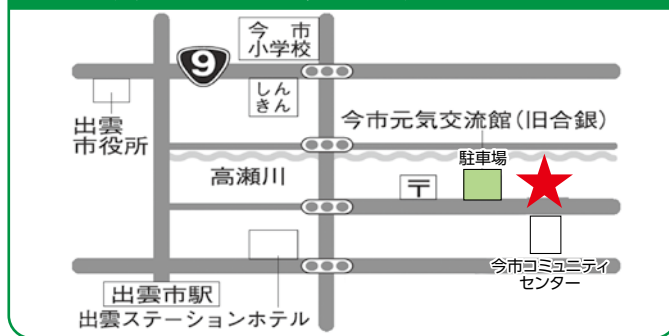 今 市
小学校
9
しん
きん
出雲
市役所
今市元気交流館(旧合銀)
駐車場
高瀬川
〒
今市コミュニティ
センター
出雲市駅
出雲ステーションホテル